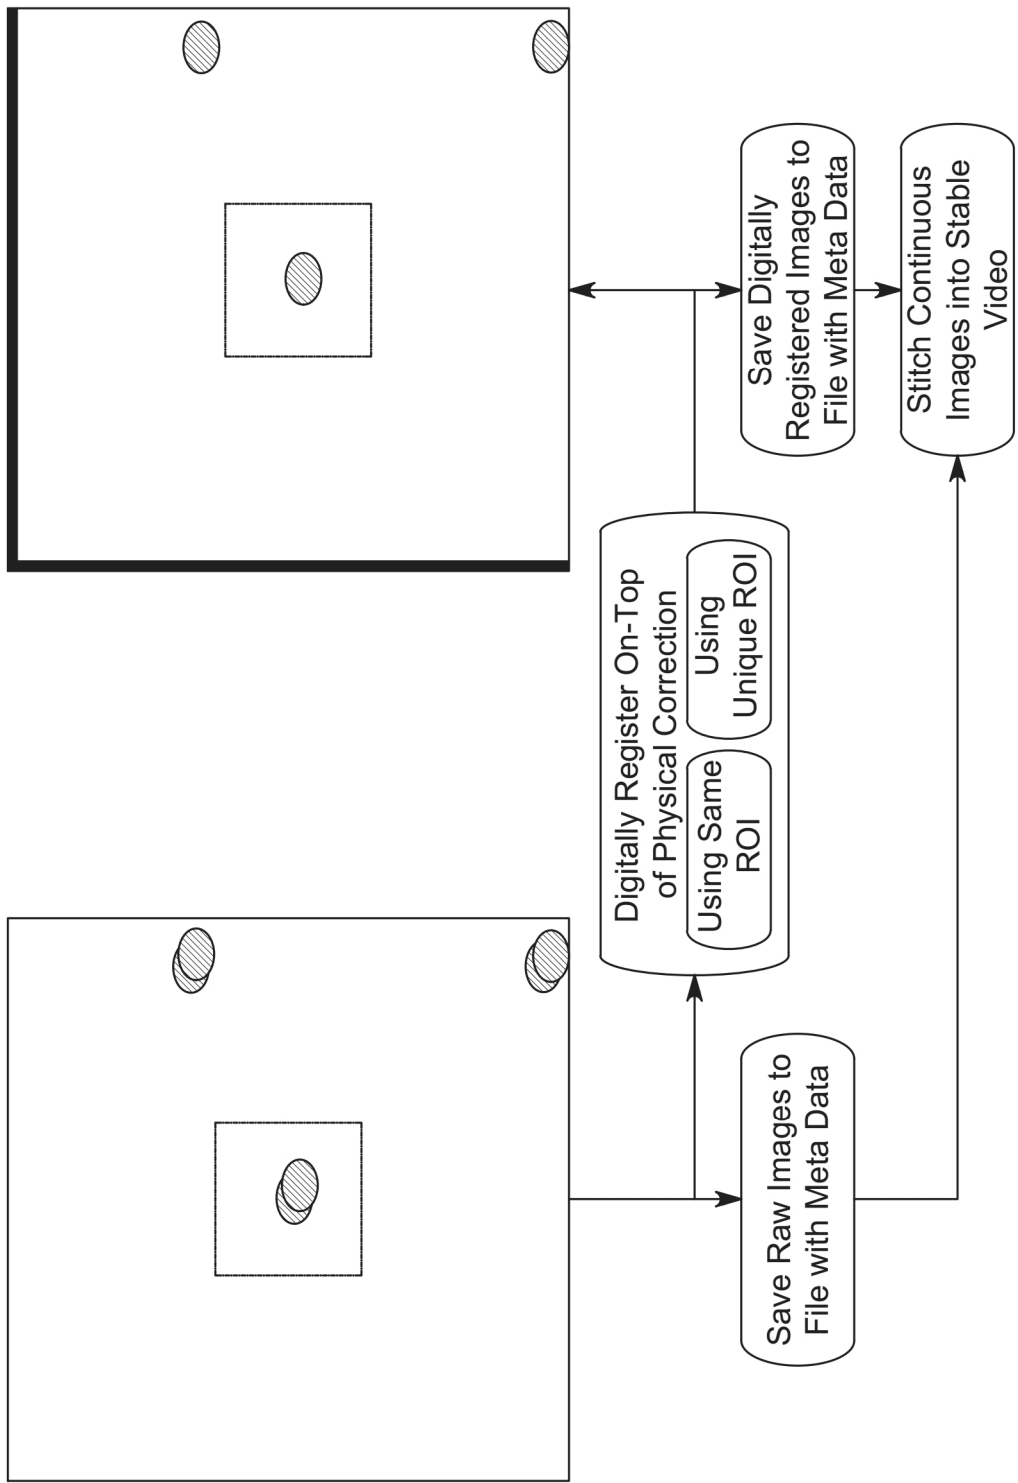 Digitally Register On-Top
of Physical Correction
Using Same
ROI
Using
Unique ROI
Save Raw Images to
File with Meta Data
Save Digitally
Registered Images to
File with Meta Data
Stitch Continuous
Images into Stable
Video